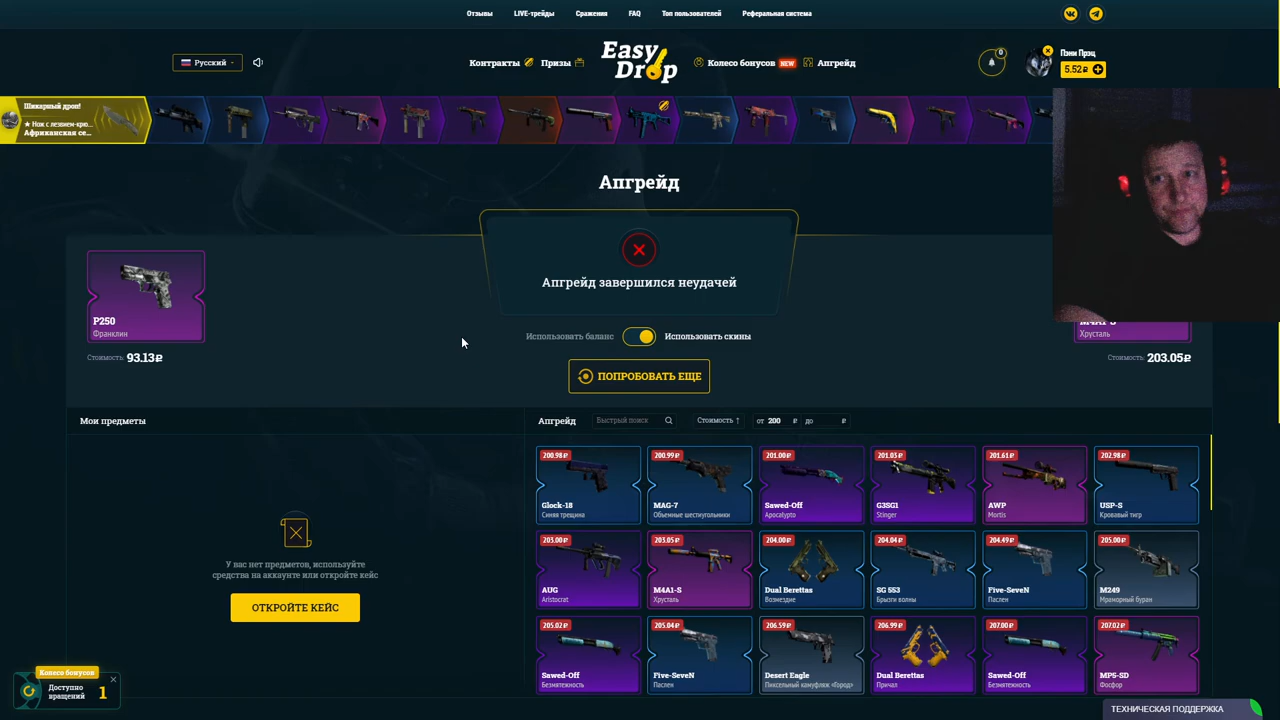 Отзывы
LIVE-трейды
Сражения
FAQ
Топ пользователей
Реферальная система
Русский
Контракты
Призы
Easy
Drop
Колесо бонусов
NEW
Апгрейд
0
Пэни Прэц
5.52₽
Шикарный дроп!
★ Нож с лезвием-крю...
Африканская се...
Апгрейд
Апгрейд завершился неудачей
P250
Франклин
Стоимость: 93.13₽
Использовать баланс
Использовать скины
ПОПРОБОВАТЬ ЕЩЕ
Хрусталь
Стоимость: 203.05₽
Мои предметы
У вас нет предметов, используйте
средства на аккаунте или откройте кейс
ОТКРОЙТЕ КЕЙС
Апгрейд
Быстрый поиск
Стоимость ↑
от 200 ₽ до ₽
200.98₽
Glock-18
Синяя трещина
200.99₽
MAG-7
Объемные шестиугольники
201.00₽
Sawed-Off
Apocalypto
201.03₽
G3SG1
Stinger
201.61₽
AWP
Mortis
202.98₽
USP-S
Кровавый тигр
203.00₽
AUG
Aristocrat
203.05₽
M4A1-S
Хрусталь
204.00₽
Dual Berettas
Возмездие
204.04₽
SG 553
Брызги волны
204.49₽
Five-SeveN
Паслен
205.00₽
M249
Мраморный буран
205.02₽
Sawed-Off
Безмятежность
205.04₽
Five-SeveN
Паслен
206.59₽
Desert Eagle
Пиксельный камуфляж «Город»
206.99₽
Dual Berettas
Причал
207.00₽
Sawed-Off
Безмятежность
207.02₽
MP5-SD
Фосфор
Колесо бонусов
Доступно
вращений
1
ТЕХНИЧЕСКАЯ ПОДДЕРЖКА